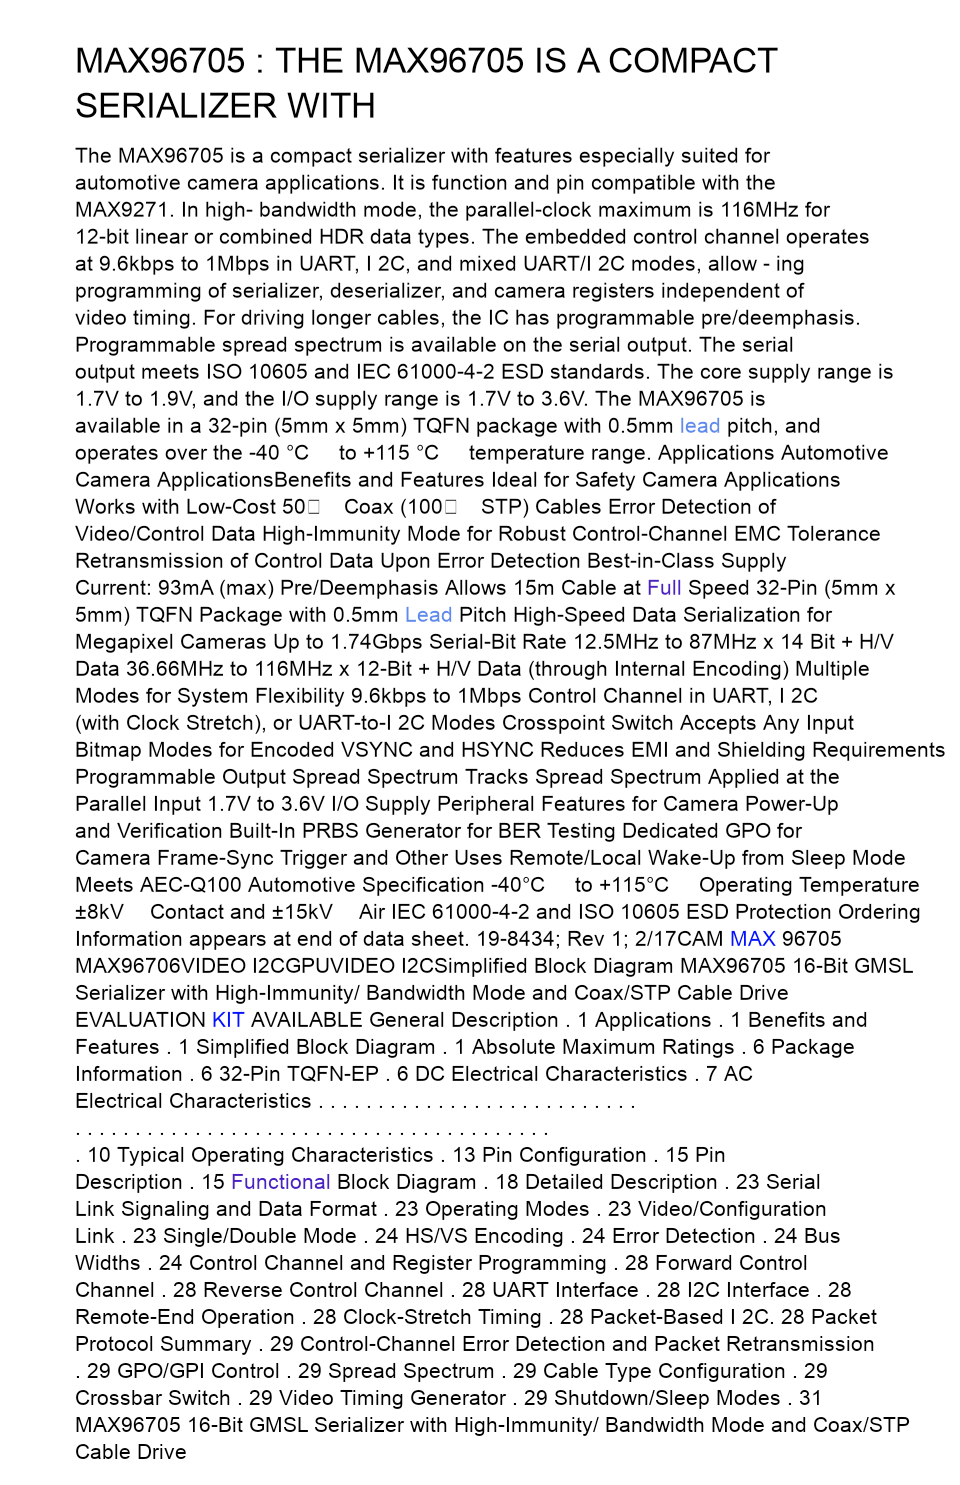 MAX96705 : THE MAX96705 IS A COMPACT
SERIALIZER WITH
The MAX96705 is a compact serializer with features especially suited for
automotive camera applications. It is function and pin compatible with the
MAX9271. In high- bandwidth mode, the parallel-clock maximum is 116MHz for
12-bit linear or combined HDR data types. The embedded control channel operates
at 9.6kbps to 1Mbps in UART, I 2C, and mixed UART/I 2C modes, allow - ing
programming of serializer, deserializer, and camera registers independent of
video timing. For driving longer cables, the IC has programmable pre/deemphasis.
Programmable spread spectrum is available on the serial output. The serial
output meets ISO 10605 and IEC 61000-4-2 ESD standards. The core supply range is
1.7V to 1.9V, and the I/O supply range is 1.7V to 3.6V. The MAX96705 is
available in a 32-pin (5mm x 5mm) TQFN package with 0.5mm lead pitch, and
operates over the -40 °C to +115 °C temperature range. Applications Automotive
Camera ApplicationsBenefits and Features Ideal for Safety Camera Applications
Works with Low-Cost 50□ Coax (100□ STP) Cables Error Detection of
Video/Control Data High-Immunity Mode for Robust Control-Channel EMC Tolerance
Retransmission of Control Data Upon Error Detection Best-in-Class Supply
Current: 93mA (max) Pre/Deemphasis Allows 15m Cable at Full Speed 32-Pin (5mm x
5mm) TQFN Package with 0.5mm Lead Pitch High-Speed Data Serialization for
Megapixel Cameras Up to 1.74Gbps Serial-Bit Rate 12.5MHz to 87MHz x 14 Bit + H/V
Data 36.66MHz to 116MHz x 12-Bit + H/V Data (through Internal Encoding) Multiple
Modes for System Flexibility 9.6kbps to 1Mbps Control Channel in UART, I 2C
(with Clock Stretch), or UART-to-I 2C Modes Crosspoint Switch Accepts Any Input
Bitmap Modes for Encoded VSYNC and HSYNC Reduces EMI and Shielding Requirements
Programmable Output Spread Spectrum Tracks Spread Spectrum Applied at the
Parallel Input 1.7V to 3.6V I/O Supply Peripheral Features for Camera Power-Up
and Verification Built-In PRBS Generator for BER Testing Dedicated GPO for
Camera Frame-Sync Trigger and Other Uses Remote/Local Wake-Up from Sleep Mode
Meets AEC-Q100 Automotive Specification -40°C to +115°C Operating Temperature
±8kV Contact and ±15kV Air IEC 61000-4-2 and ISO 10605 ESD Protection Ordering
Information appears at end of data sheet. 19-8434; Rev 1; 2/17CAM MAX 96705
MAX96706VIDEO I2CGPUVIDEO I2CSimplified Block Diagram MAX96705 16-Bit GMSL
Serializer with High-Immunity/ Bandwidth Mode and Coax/STP Cable Drive
EVALUATION KIT AVAILABLE General Description . 1 Applications . 1 Benefits and
Features . 1 Simplified Block Diagram . 1 Absolute Maximum Ratings . 6 Package
Information . 6 32-Pin TQFN-EP . 6 DC Electrical Characteristics . 7 AC
Electrical Characteristics . . . . . . . . . . . . . . . . . . . . . . . . . . .
. . . . . . . . . . . . . . . . . . . . . . . . . . . . . . . . . . . . . . . .
. 10 Typical Operating Characteristics . 13 Pin Configuration . 15 Pin
Description . 15 Functional Block Diagram . 18 Detailed Description . 23 Serial
Link Signaling and Data Format . 23 Operating Modes . 23 Video/Configuration
Link . 23 Single/Double Mode . 24 HS/VS Encoding . 24 Error Detection . 24 Bus
Widths . 24 Control Channel and Register Programming . 28 Forward Control
Channel . 28 Reverse Control Channel . 28 UART Interface . 28 I2C Interface . 28
Remote-End Operation . 28 Clock-Stretch Timing . 28 Packet-Based I 2C. 28 Packet
Protocol Summary . 29 Control-Channel Error Detection and Packet Retransmission
. 29 GPO/GPI Control . 29 Spread Spectrum . 29 Cable Type Configuration . 29
Crossbar Switch . 29 Video Timing Generator . 29 Shutdown/Sleep Modes . 31
MAX96705 16-Bit GMSL Serializer with High-Immunity/ Bandwidth Mode and Coax/STP
Cable Drive